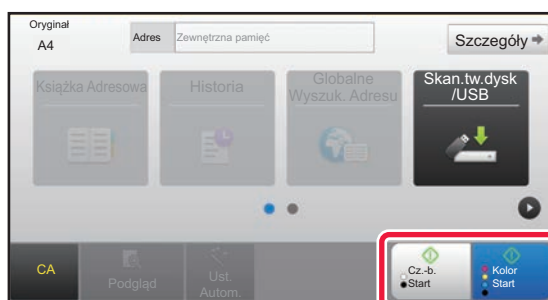 Oryginał
A4
Adres
Zewnętrzna pamięć
Szczegóły
Książka Adresowa
Historia
Globalne
Wyszuk. Adresu
Skan.tw.dysk
/USB
CA
Podgląd
Ust.
Autom.
Cz.-b.
Start
Kolor
Start